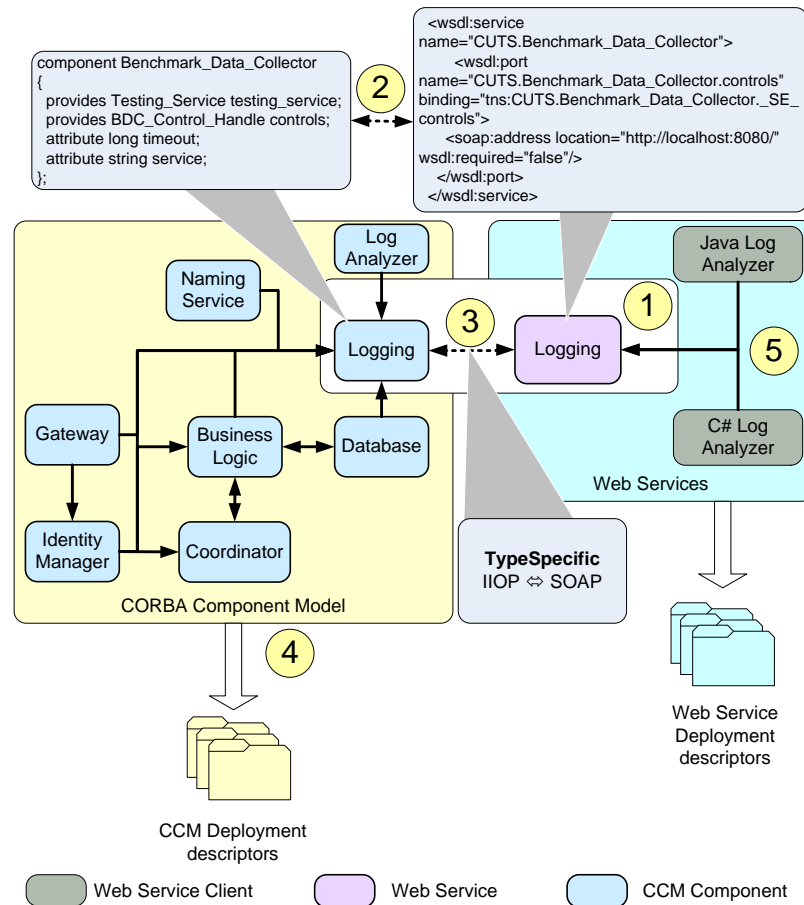 component Benchmark_Data_Collector
{
provides Testing_Service testing_service;
provides BDC_Control_Handle controls;
attribute long timeout;
attribute string service;
};
2
<wsdl:service
name="CUTS.Benchmark_Data_Collector">
<wsdl:port
name="CUTS.Benchmark_Data_Collector.controls"
binding="tns:CUTS.Benchmark_Data_Collector._SE_
controls">
<soap:address location="http://localhost:8080/"
wsdl:required="false"/>
</wsdl:port>
</wsdl:service>
Log
Analyzer
Naming
Service
Logging
3
Logging
1
Java Log
Analyzer
5
C# Log
Analyzer
Web Services
Gateway
Business
Logic
Database
Identity
Manager
Coordinator
CORBA Component Model
TypeSpecific
IIOP ⇔ SOAP
4
CCM Deployment
descriptors
Web Service
Deployment
descriptors
Web Service Client
Web Service
CCM Component